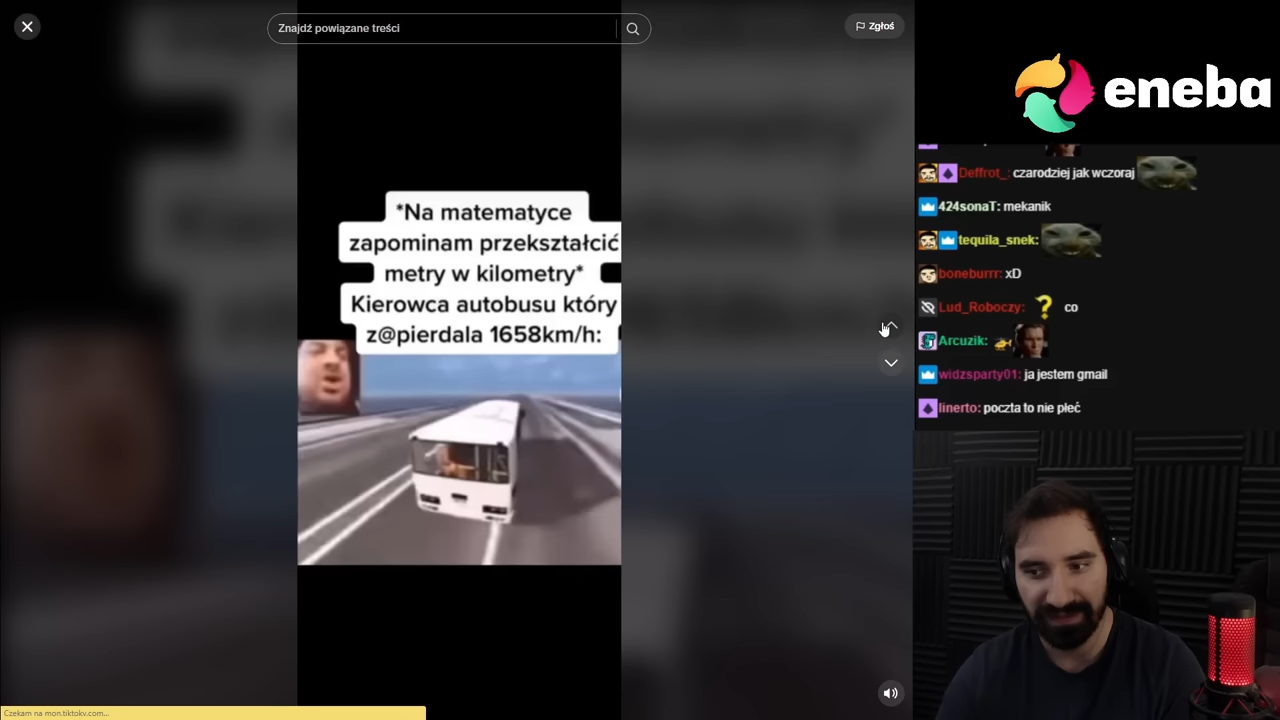 Znajdź powiązane treści
Zgłoś
eneba
*Na matematyce
zapominam przekształcić
metry w kilometry*
Kierowca autobusu który
z@pierdala 1658km/h:
Deffrot_: czarodziej jak wczoraj
424sonaT: mekanik
tequila_snek:
boneburrr: xD
Lud_Roboczy: ? co
Arcuzik:
widzsparty01: ja jestem gmail
linerto: poczta to nie płeć
Czekam na mon.tiktokv.com...